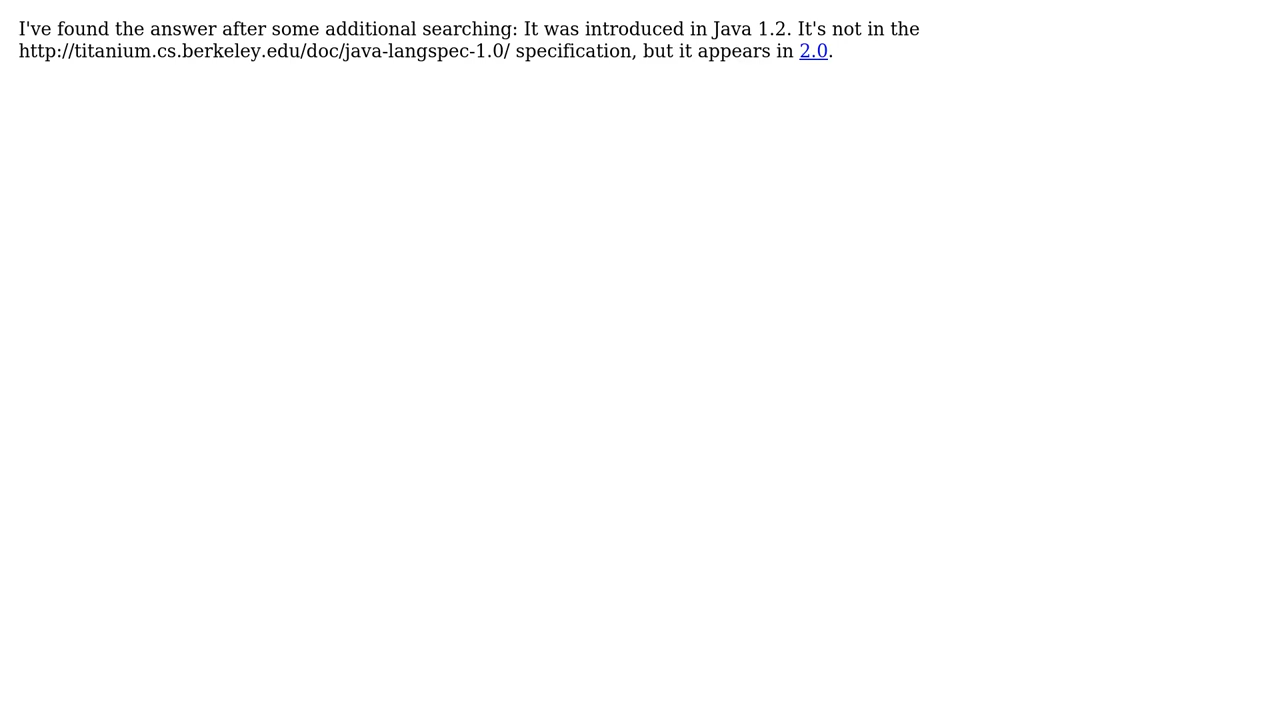 I've found the answer after some additional searching: It was introduced in Java 1.2. It's not in the
http://titanium.cs.berkeley.edu/doc/java-langspec-1.0/ specification, but it appears in 2.0.